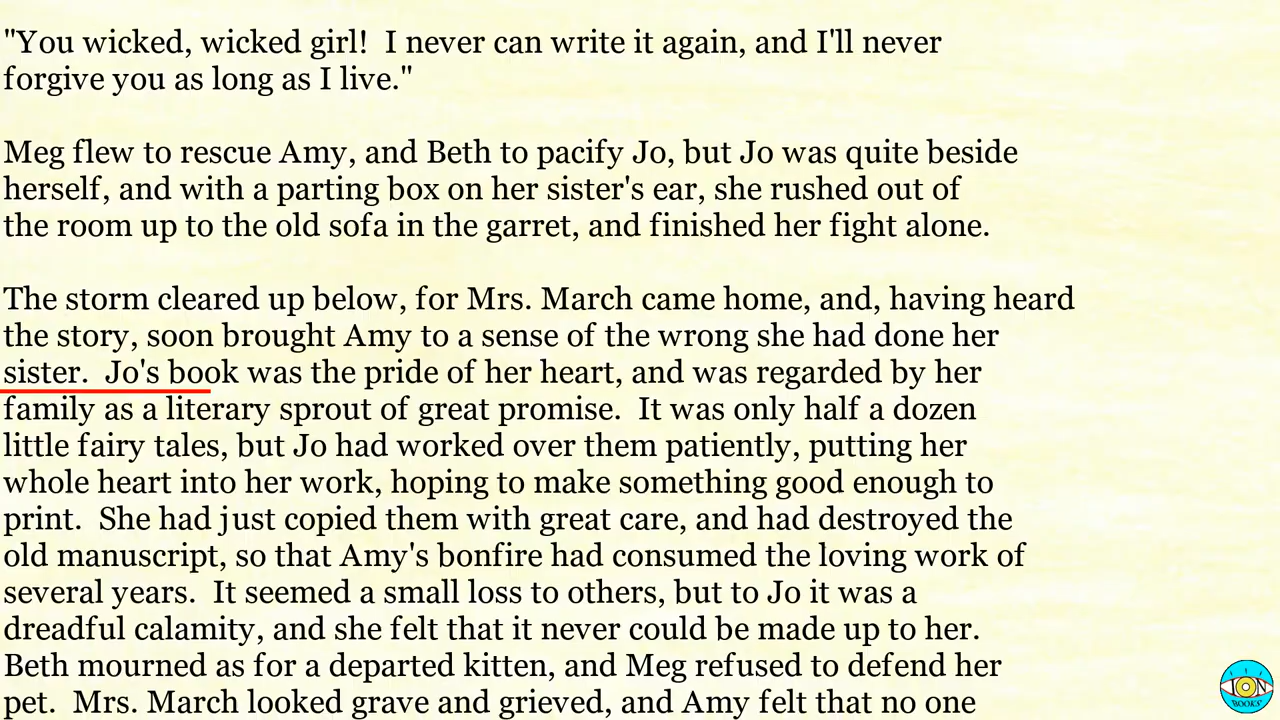 "You wicked, wicked girl!  I never can write it again, and I'll never
forgive you as long as I live."
Meg flew to rescue Amy, and Beth to pacify Jo, but Jo was quite beside
herself, and with a parting box on her sister's ear, she rushed out of
the room up to the old sofa in the garret, and finished her fight alone.
The storm cleared up below, for Mrs. March came home, and, having heard
the story, soon brought Amy to a sense of the wrong she had done her
sister.  Jo's book was the pride of her heart, and was regarded by her
family as a literary sprout of great promise.  It was only half a dozen
little fairy tales, but Jo had worked over them patiently, putting her
whole heart into her work, hoping to make something good enough to
print.  She had just copied them with great care, and had destroyed the
old manuscript, so that Amy's bonfire had consumed the loving work of
several years.  It seemed a small loss to others, but to Jo it was a
dreadful calamity, and she felt that it never could be made up to her.
Beth mourned as for a departed kitten, and Meg refused to defend her
pet.  Mrs. March looked grave and grieved, and Amy felt that no one
ION
BOOKS